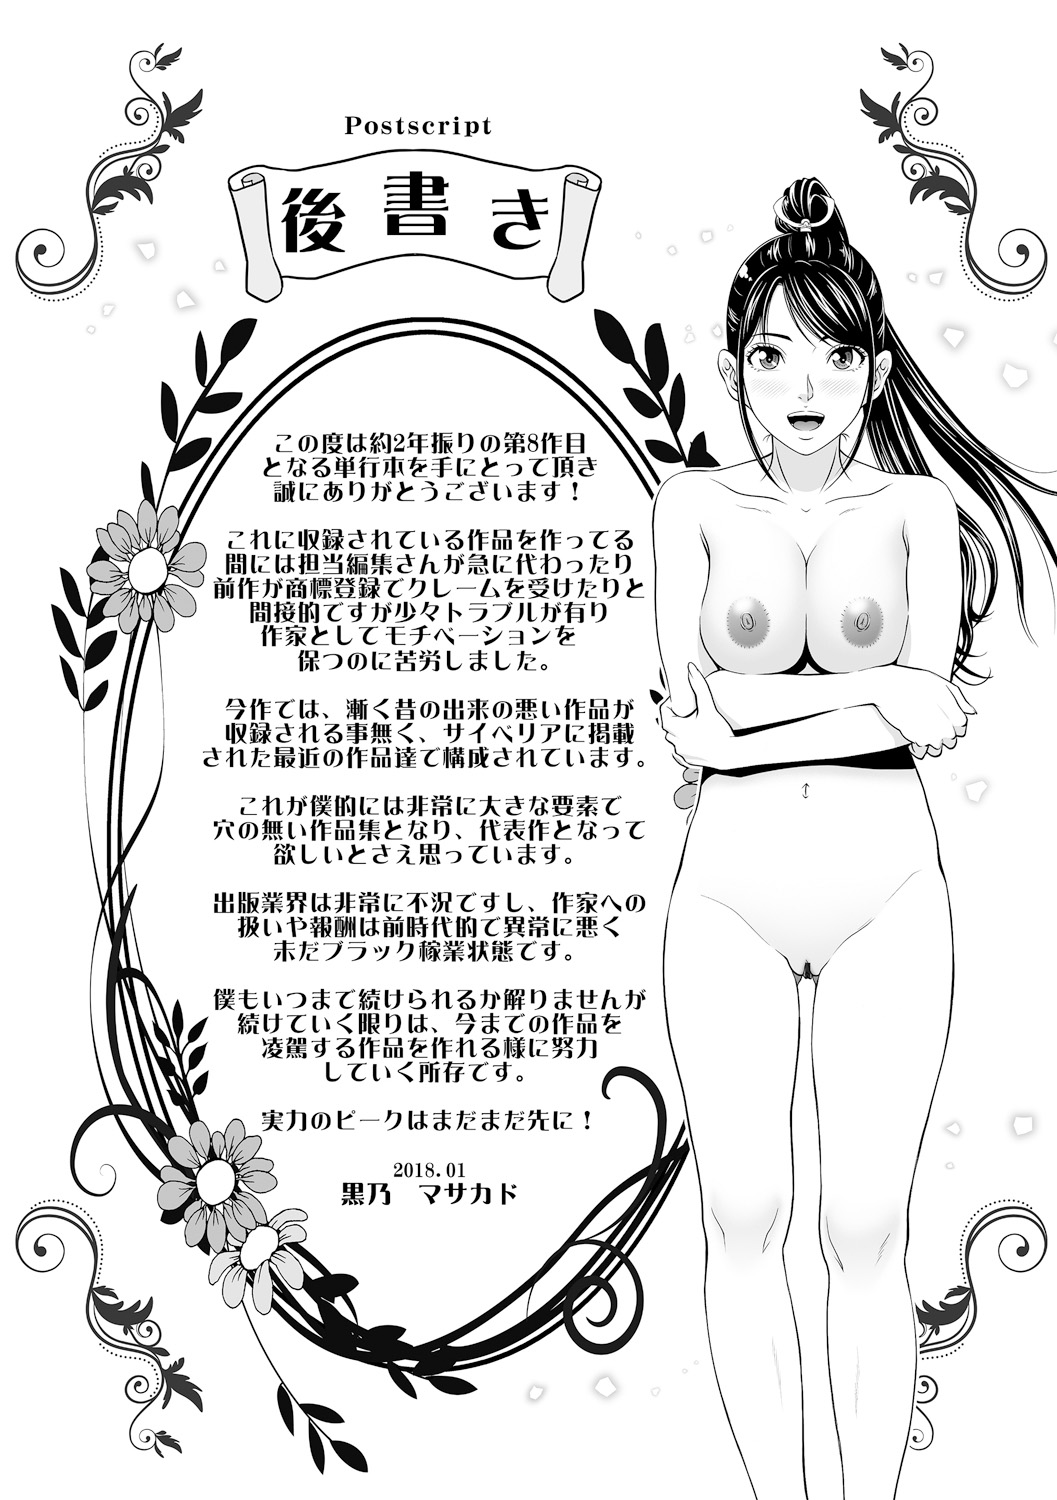 Postscript
後書き
この度は約2年振りの第8作目
となる単行本を手にとって頂き
誠にありがとうございます！
これに収録されている作品を作ってる
間には担当編集さんが急に代わったり
前作が商標登録でクレームを受けたりと
間接的ですが少々トラブルが有り
作家としてモチベーションを
保つのに苦労しました。
今作では、漸く昔の出来の悪い作品が
収録される事無く、サイベリアに掲載
された最近の作品達で構成されています。
これが僕的には非常に大きな要素で
穴の無い作品集となり、代表作となって
欲しいとさえ思っています。
出版業界は非常に不況ですし、作家への
扱いや報酬は前時代的で異常に悪く
未だブラック稼業状態です。
僕もいつまで続けられるか解りませんが
続けていく限りは、今までの作品を
凌駕する作品を作れる様に努力
していく所存です。
実力のピークはまだまだ先に！
2018.01
黒乃　マサカド